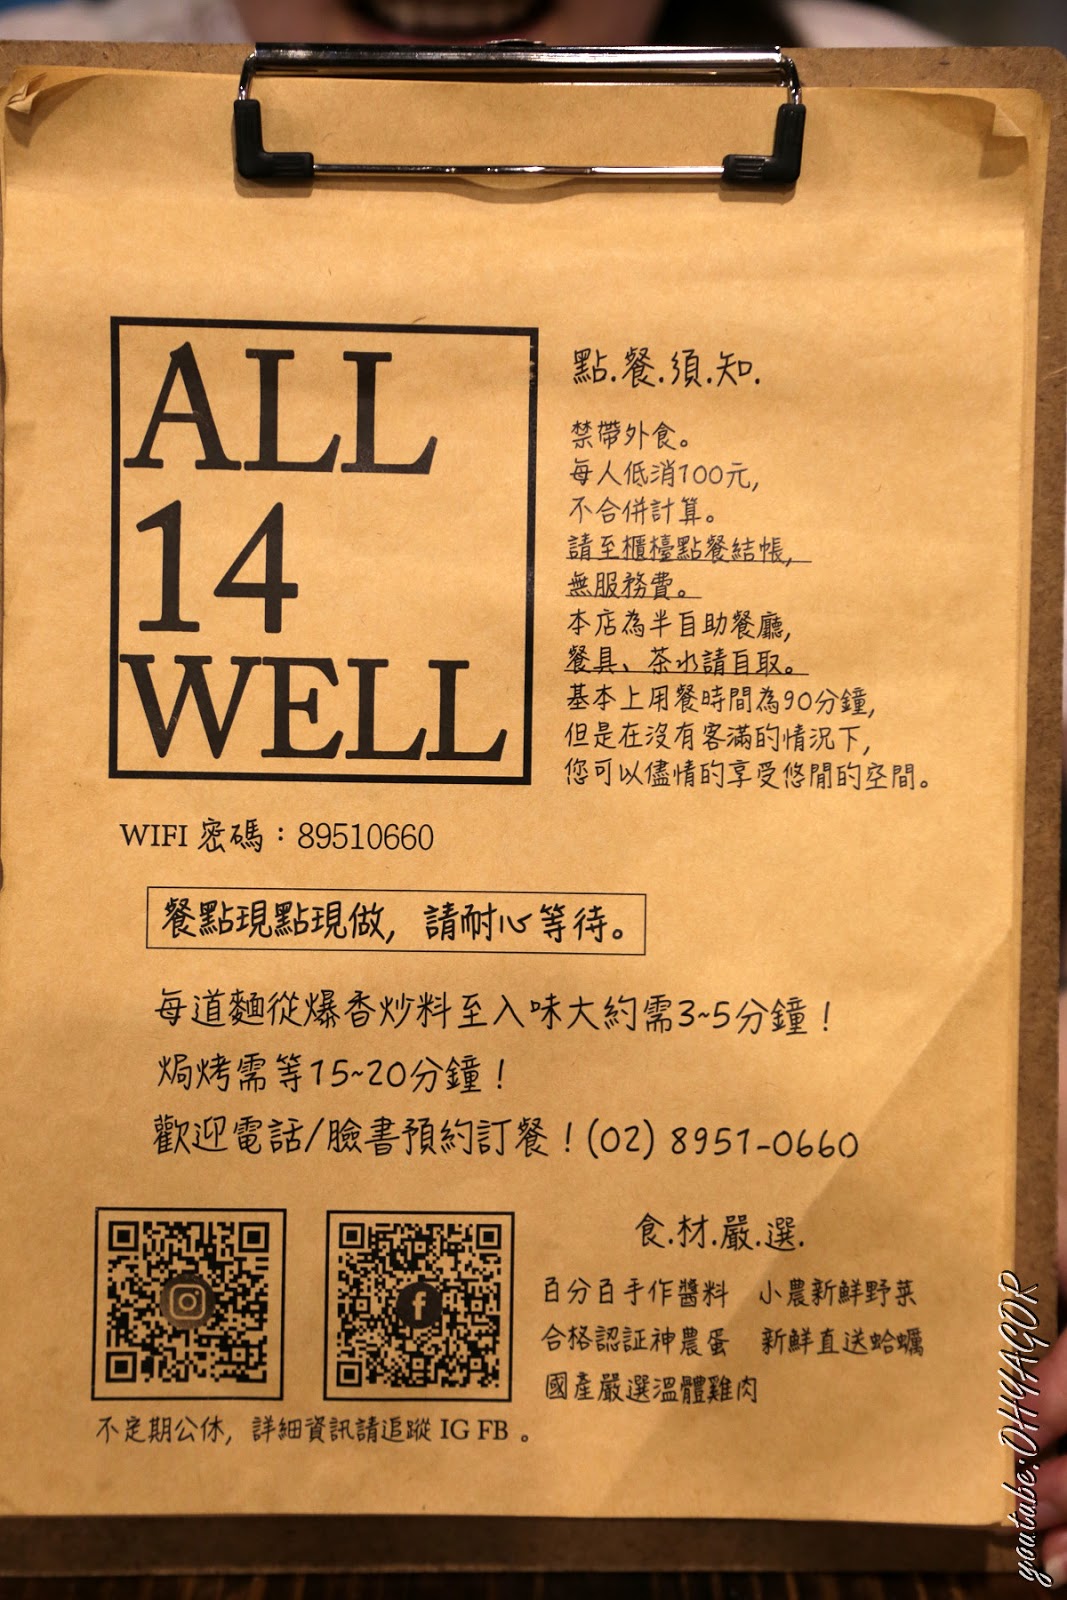 ALL
14
WELL
點.餐.須.知.
禁帶外食。
每人低消100元,
不合併計算。
請至櫃檯點餐結帳,
無服務費。
本店為半自助餐廳,
餐具、茶水請自取。
基本上用餐時間為90分鐘,
但是在沒有客滿的情況下,
您可以儘情的享受悠閒的空間。
WIFI 密碼：89510660
餐點現點現做, 請耐心等待。
每道麵從爆香炒料至入味大約需3~5分鐘！
焗烤需等15~20分鐘！
歡迎電話/臉書預約訂餐！(02) 8951-0660
食.材.嚴.選.
百分百手作醬料 小農新鮮野菜
合格認証神農蛋 新鮮直送蛤蠣
國產嚴選溫體雞肉
不定期公休, 詳細資訊請追蹤 IG FB 。
youtube:OHYAGOR